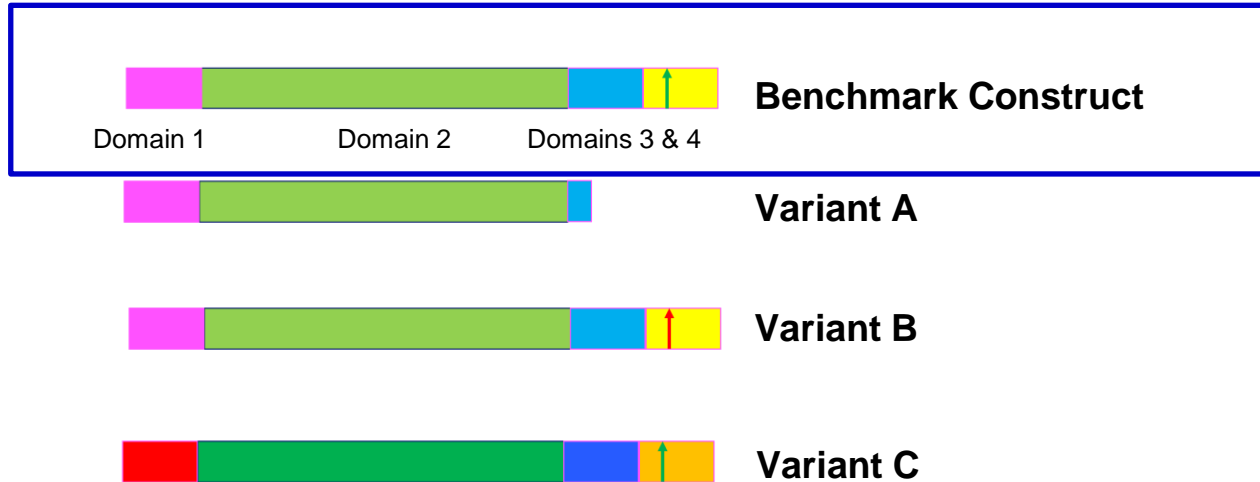 Benchmark Construct
Domain 1 Domain 2 Domains 3 & 4
Variant A
Variant B
Variant C